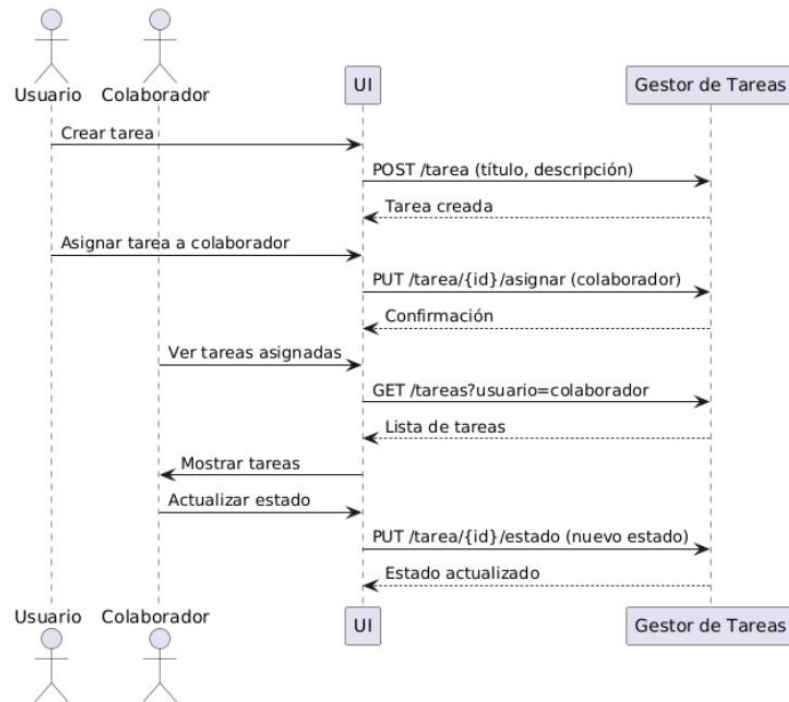 Usuario
Colaborador
UI
Gestor de Tareas
Crear tarea
POST /tarea (título, descripción)
Tarea creada
Asignar tarea a colaborador
PUT /tarea/{id}/asignar (colaborador)
Confirmación
Ver tareas asignadas
GET /tareas?usuario=colaborador
Lista de tareas
Mostrar tareas
Actualizar estado
PUT /tarea/{id}/estado (nuevo estado)
Estado actualizado
Usuario
Colaborador
UI
Gestor de Tareas